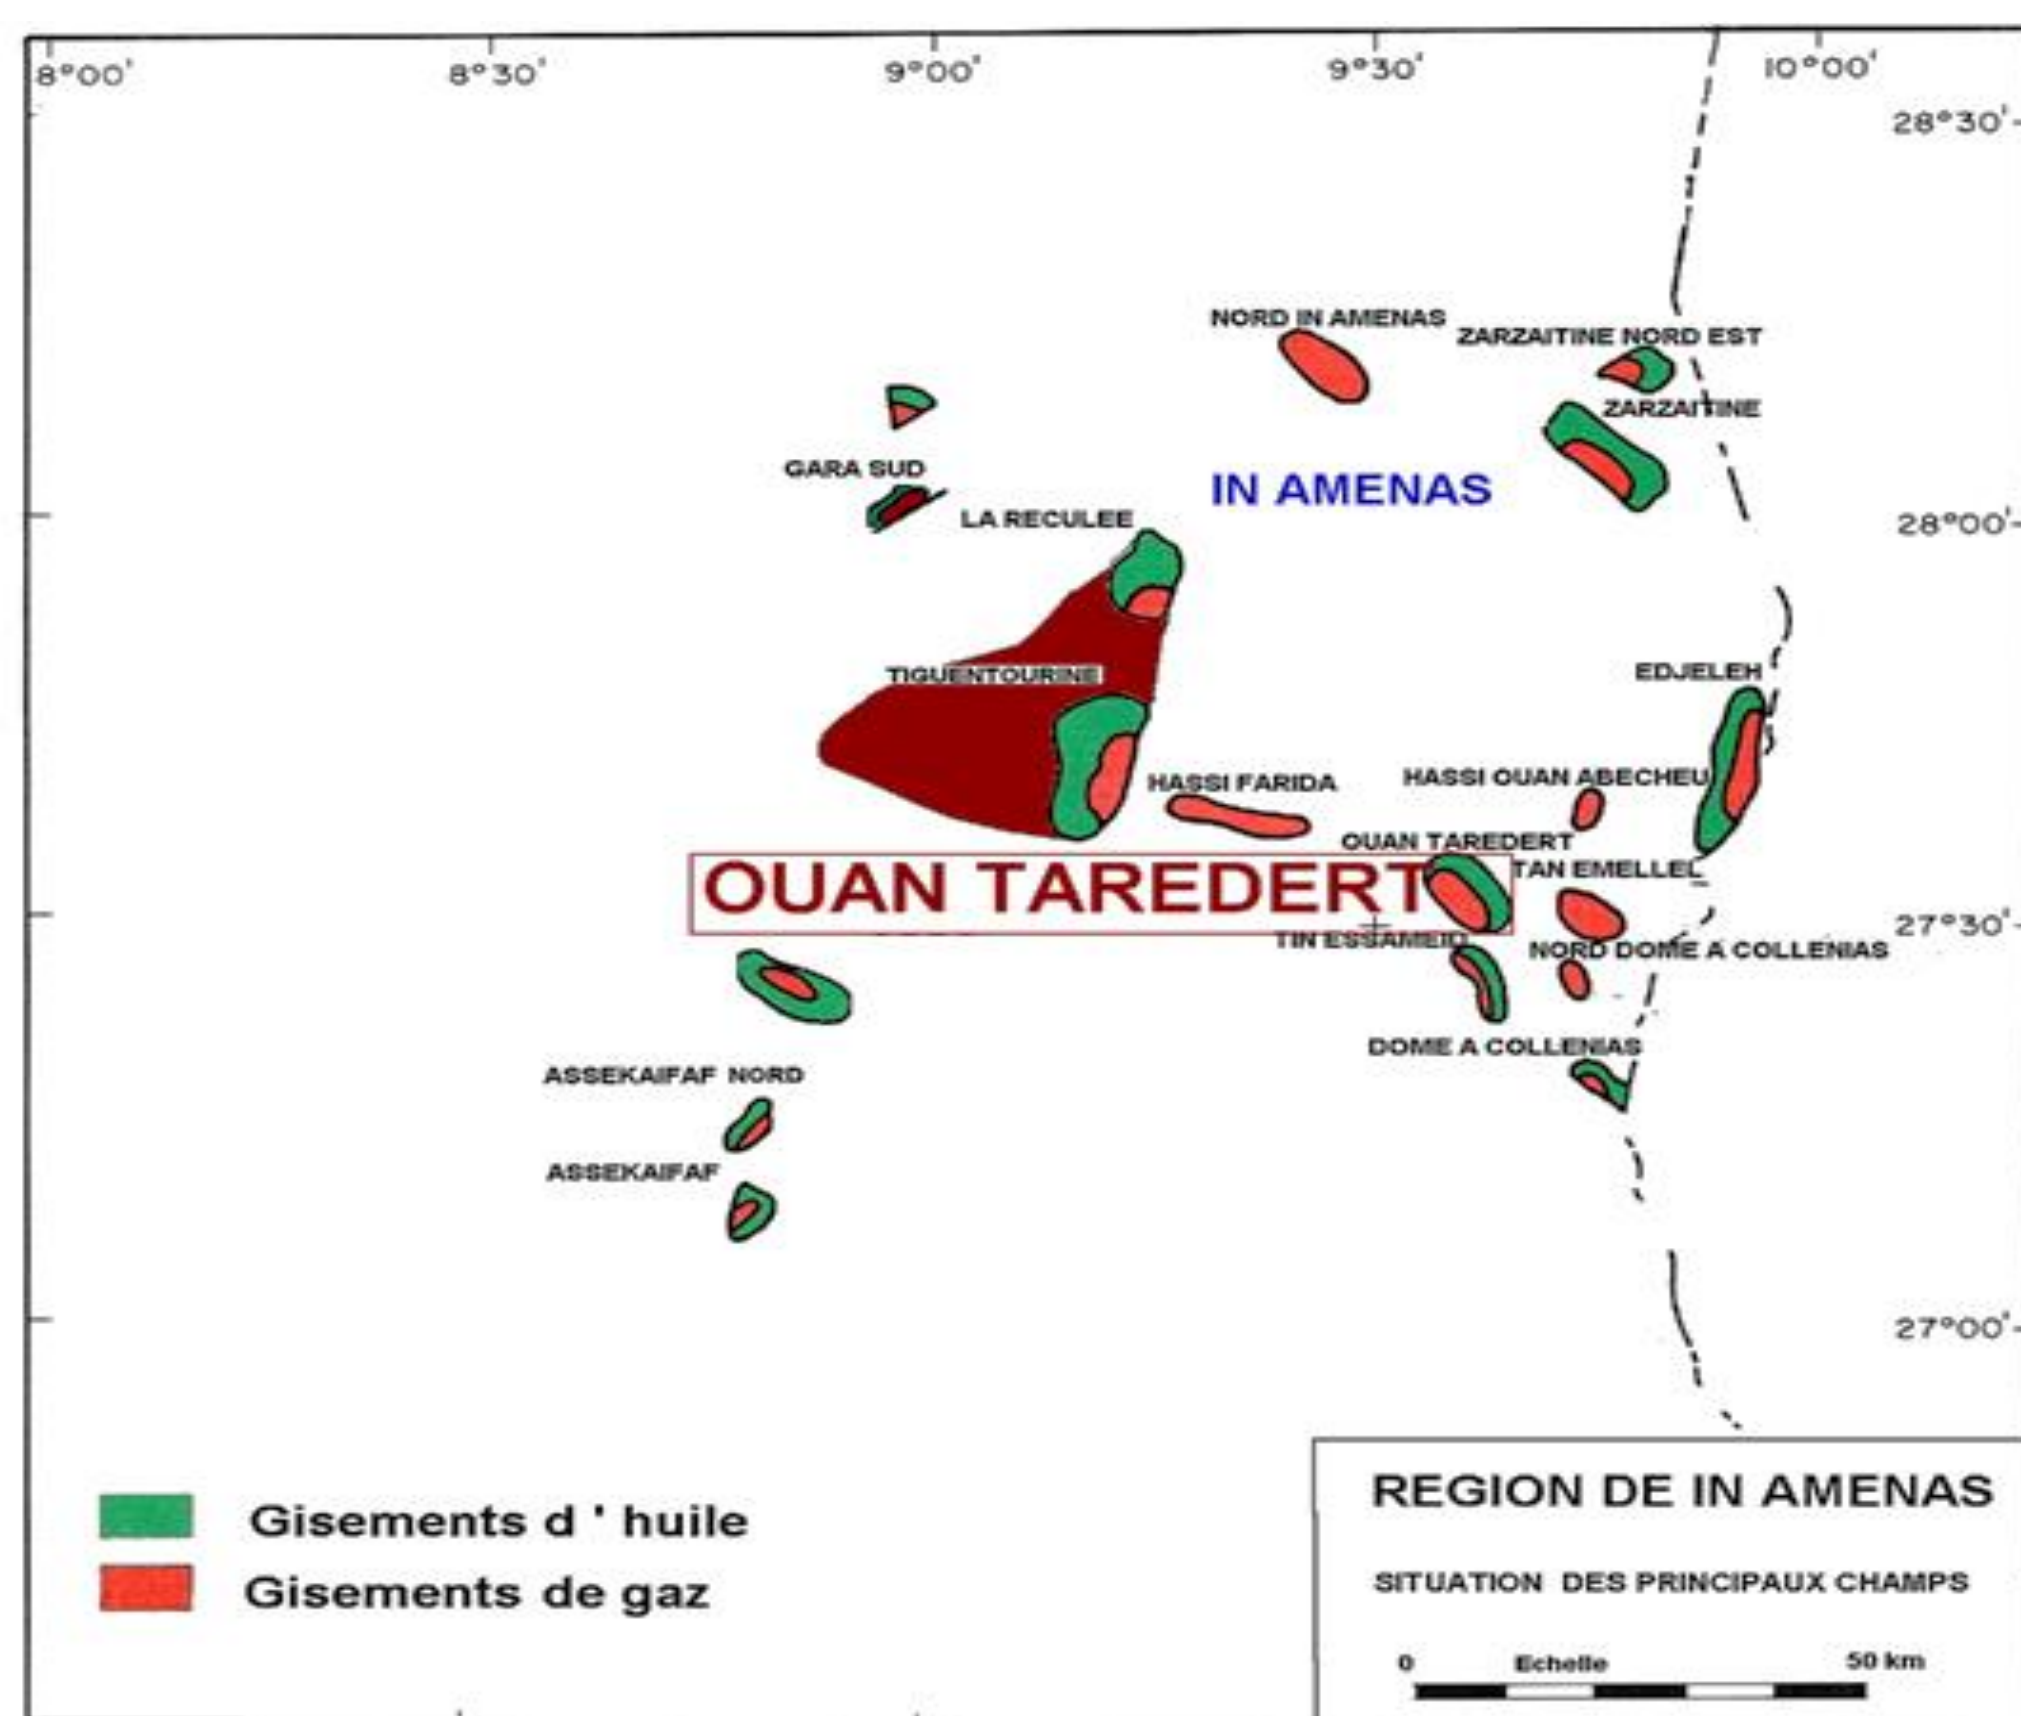 8°00' 8°30' 9°00' 9°30' 10°00'
28°30'
NORD IN AMENAS
ZARZAITINE NORD EST
ZARZAITINE
GARA SUD
IN AMENAS
LA RECULEE
28°00'
TIGUENTOURINE
EDJELEH
HASSI FARIDA
HASSI OUAN ABECHEU
OUAN TAREDERT
OUAN TAREDERT
TAN EMELLEL
27°30'
TIN ESSAMEID
NORD DOME A COLLENIAS
DOME A COLLENIAS
ASSEKAIFAF NORD
ASSEKAIFAF
27°00'
Gisements d ' huile
Gisements de gaz
REGION DE IN AMENAS
SITUATION DES PRINCIPAUX CHAMPS
0 Echelle 50 km